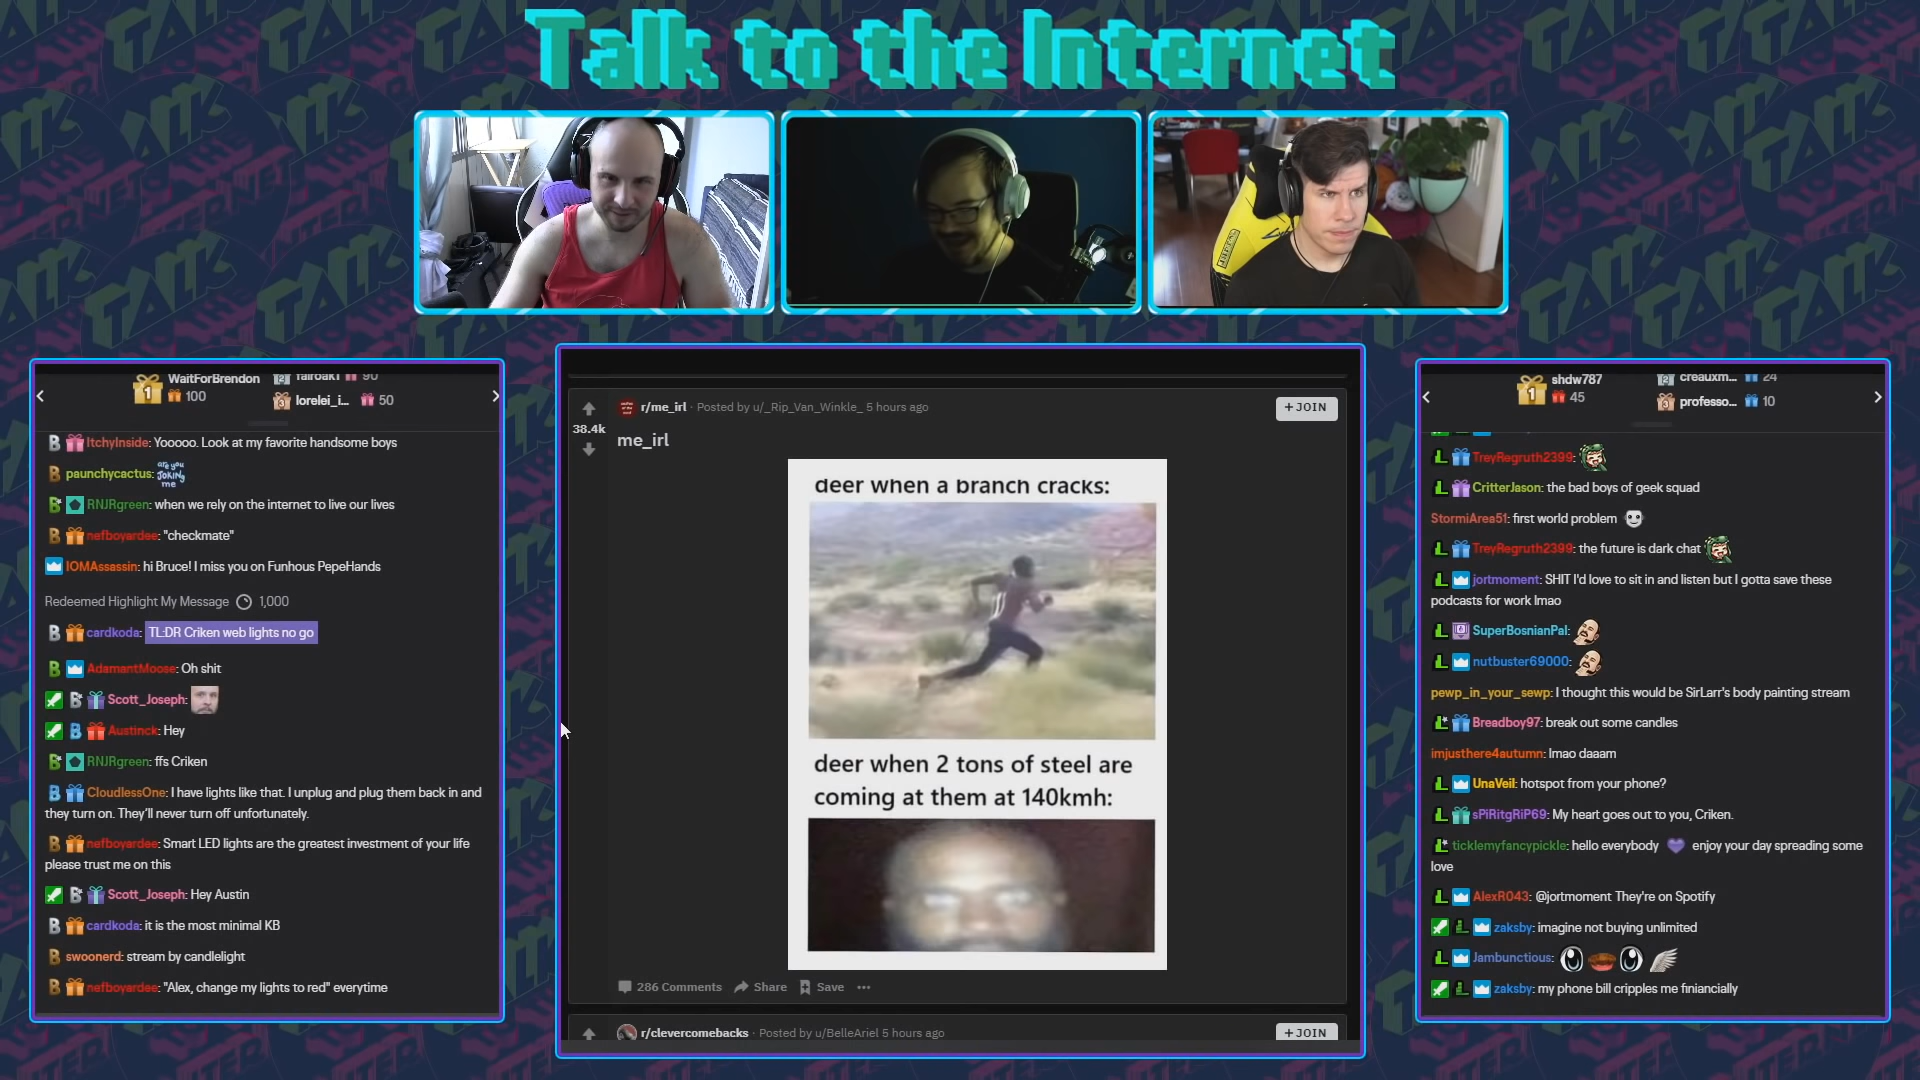 Talk to the Internet
WaitForBrendon
100
90
lorelei_i...
50
ItchyInside: Yooooo. Look at my favorite handsome boys
paunchycactus: are you JOKING me
RNJRgreen: when we rely on the internet to live our lives
nefboyardee: "checkmate"
IOMAssassin: hi Bruce! I miss you on Funhous PepeHands
Redeemed Highlight My Message 1,000
cardkoda: TL:DR Criken web lights no go
AdamantMoose: Oh shit
Scott_Joseph:
Austinck: Hey
RNJRgreen: ffs Criken
CloudlessOne: I have lights like that. I unplug and plug them back in and
they turn on. They'll never turn off unfortunately.
nefboyardee: Smart LED lights are the greatest investment of your life
please trust me on this
Scott_Joseph: Hey Austin
cardkoda: it is the most minimal KB
swoonerd: stream by candlelight
nefboyardee: "Alex, change my lights to red" everytime
r/me_irl · Posted by u/_Rip_Van_Winkle_ 5 hours ago
+JOIN
38.4k
me_irl
deer when a branch cracks:
deer when 2 tons of steel are
coming at them at 140kmh:
286 Comments Share Save ...
r/clevercomebacks · Posted by u/BelleAriel 5 hours ago
+JOIN
shdw787
45
creauxm... 24
professo... 10
TreyRegruth2399:
CritterJason: the bad boys of geek squad
StormiArea51: first world problem
TreyRegruth2399: the future is dark chat
jortmoment: SHIT I'd love to sit in and listen but I gotta save these
podcasts for work lmao
SuperBosnianPal:
nutbuster69000:
pewp_in_your_sewp: I thought this would be SirLarr's body painting stream
Breadboy97: break out some candles
imjusthere4autumn: lmao daaam
UnaVeil: hotspot from your phone?
sPiRitgRiP69: My heart goes out to you, Criken.
ticklemyfancypickle: hello everybody 💜 enjoy your day spreading some
love
AlexR043: @jortmoment They're on Spotify
zaksby: imagine not buying unlimited
Jambunctious:
zaksby: my phone bill cripples me finiancially